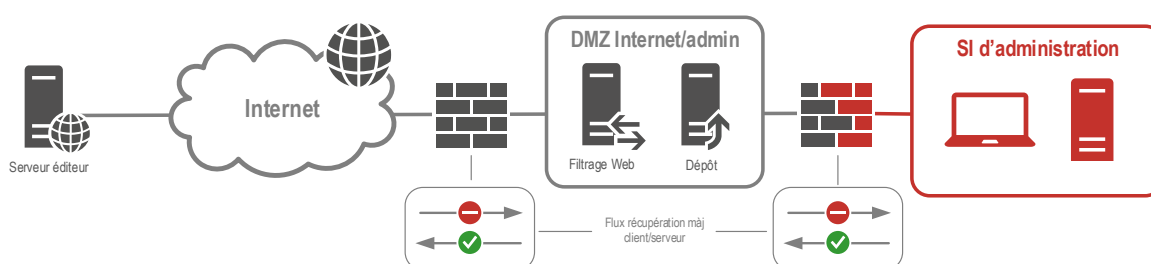 DMZ Internet/admin
SI d'administration
Internet
Serveur éditeur
Filtrage Web
Dépôt
Flux récupération màj
client/serveur